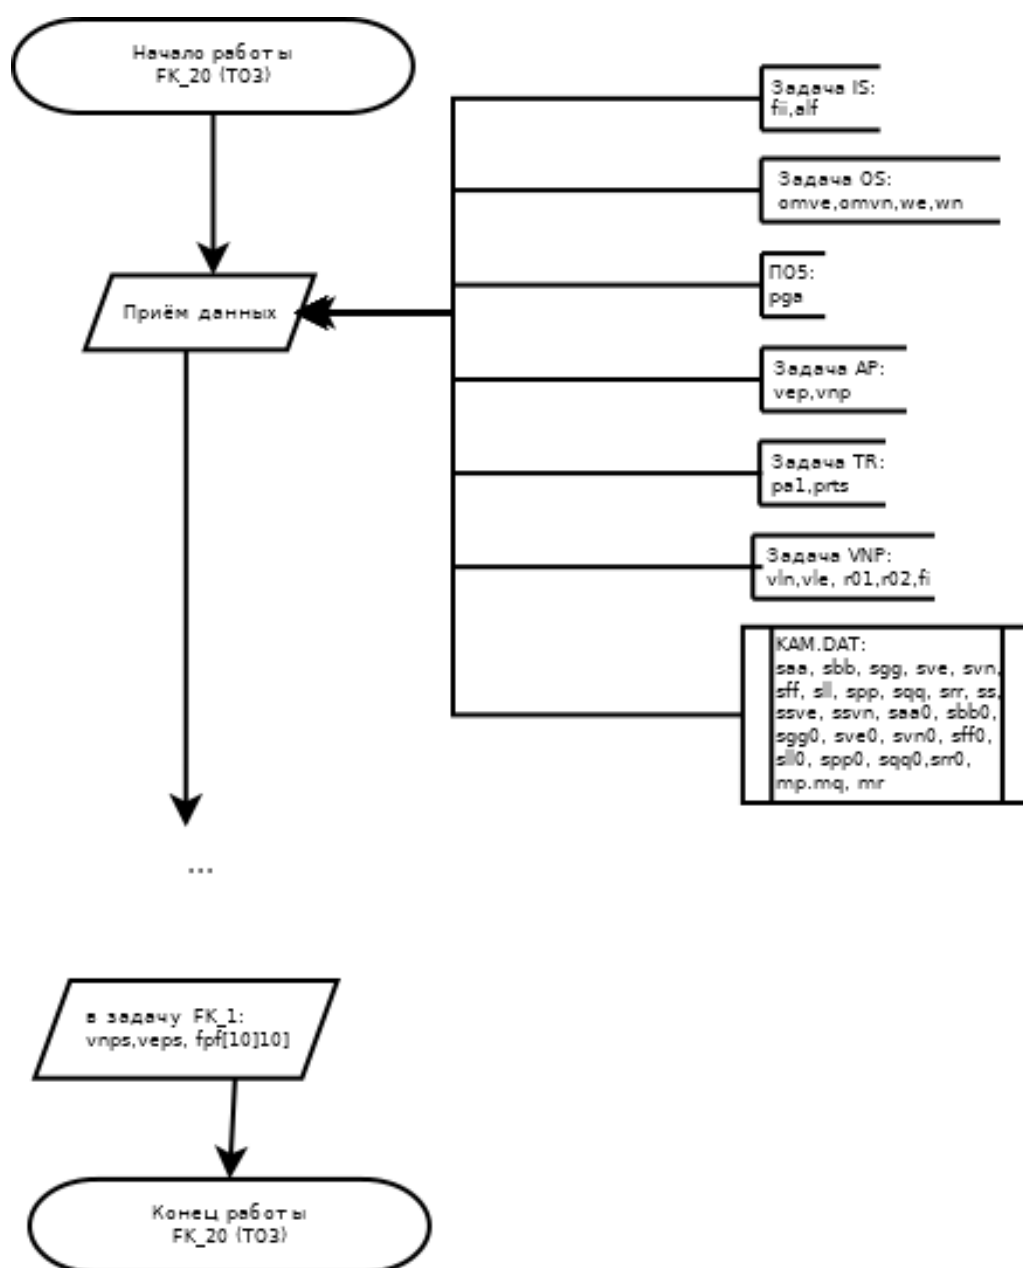 Начало работы
FK_20 (ТОЗ)
Задача IS:
fii,alf
Задача OS:
omve,omvn,we,wn
ПО5:
pga
Приём данных
Задача AP:
vep,vnp
Задача TR:
pa1,prts
Задача VNP:
vln,vle, r01,r02,fi
KAM.DAT:
saa, sbb, sgg, sve, svn,
sff, sll, spp, sqq, srr, ss,
ssve, ssvn, saa0, sbb0,
sgg0, sve0, svn0, sff0,
sll0, spp0, sqq0,srr0,
mp.mq, mr
...
в задачу FK_1:
vnps,veps, fpf[10]10]
Конец работы
FK_20 (ТОЗ)